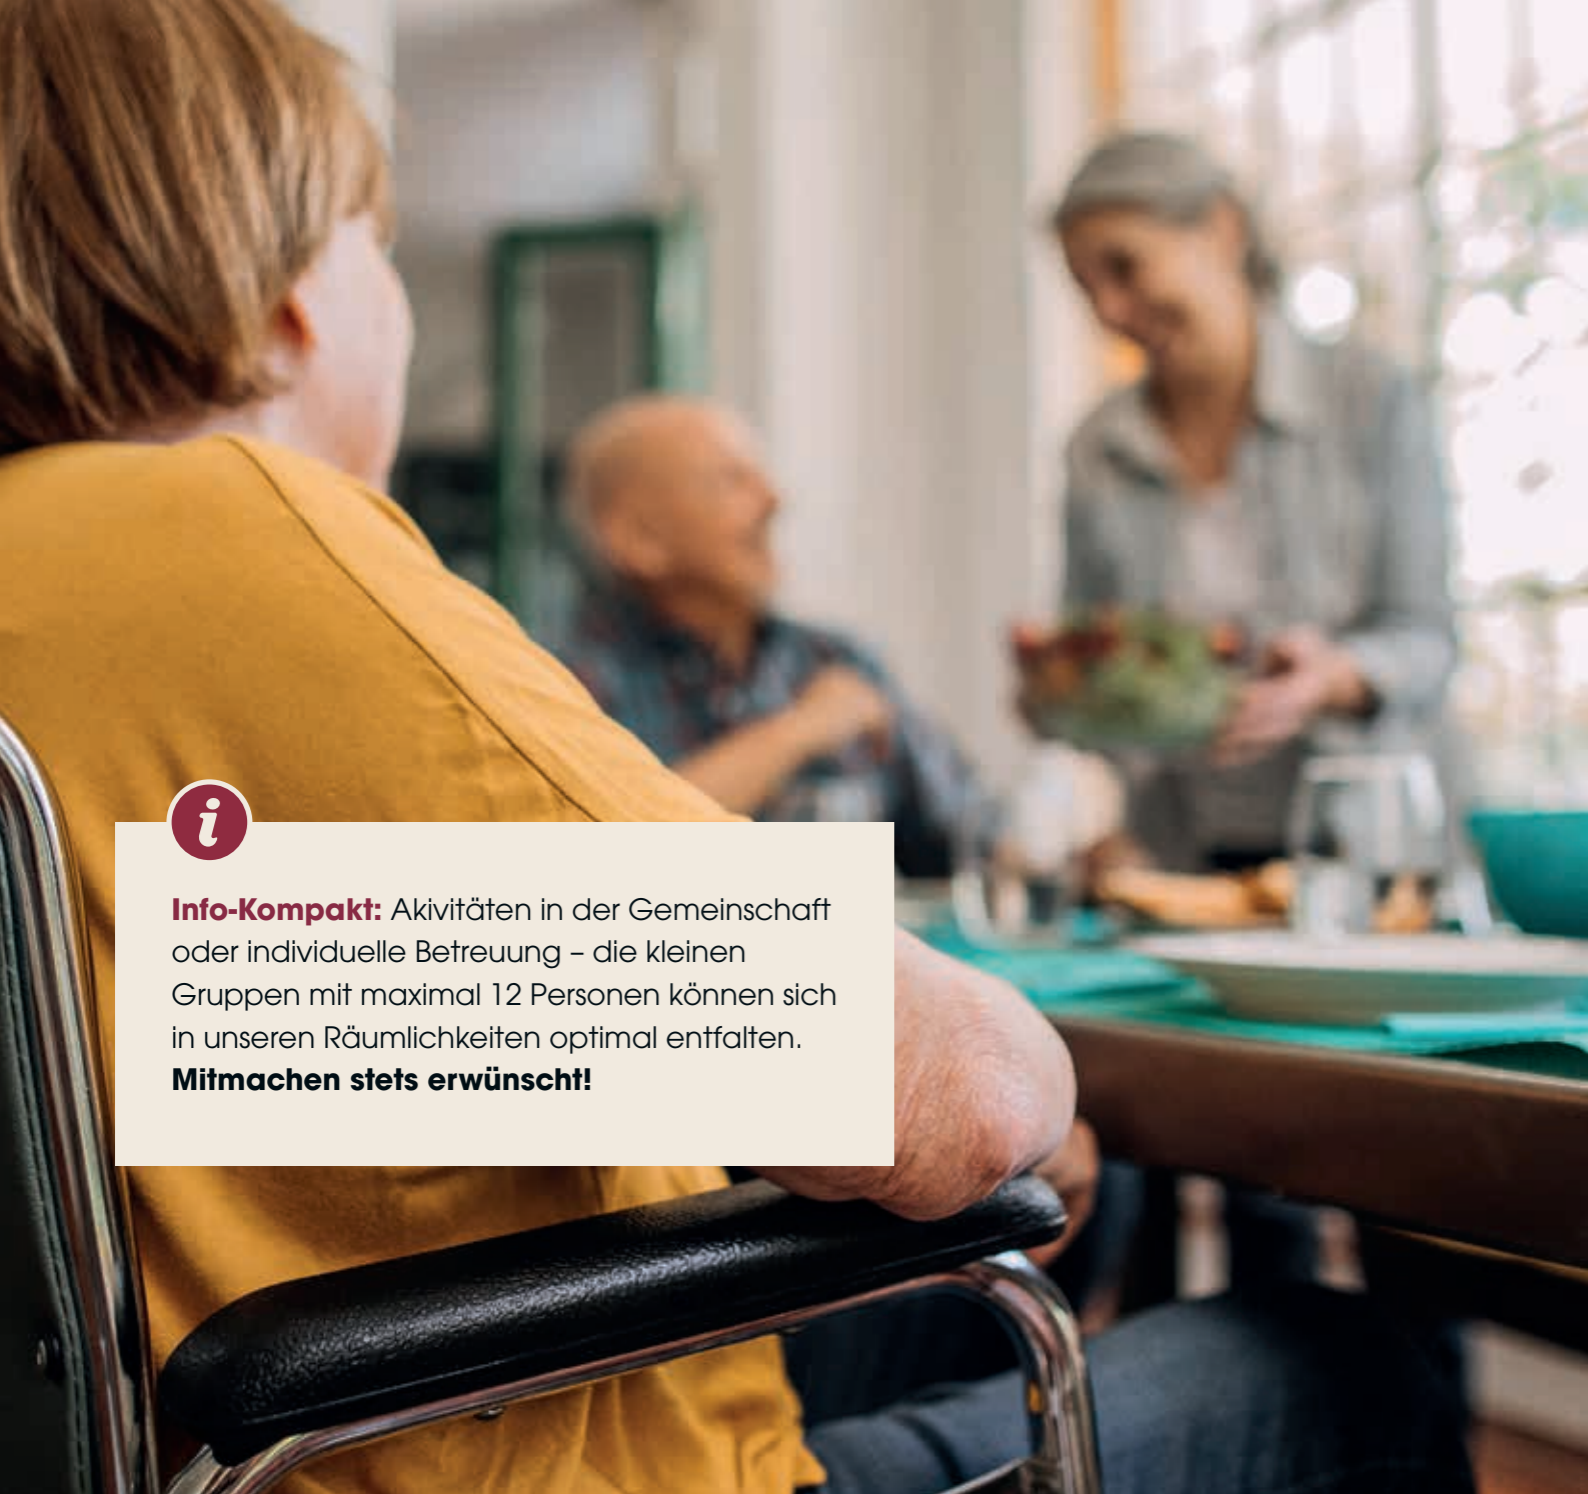 i
Info-Kompakt: Akivitäten in der Gemeinschaft
oder individuelle Betreuung – die kleinen
Gruppen mit maximal 12 Personen können sich
in unseren Räumlichkeiten optimal entfalten.
Mitmachen stets erwünscht!